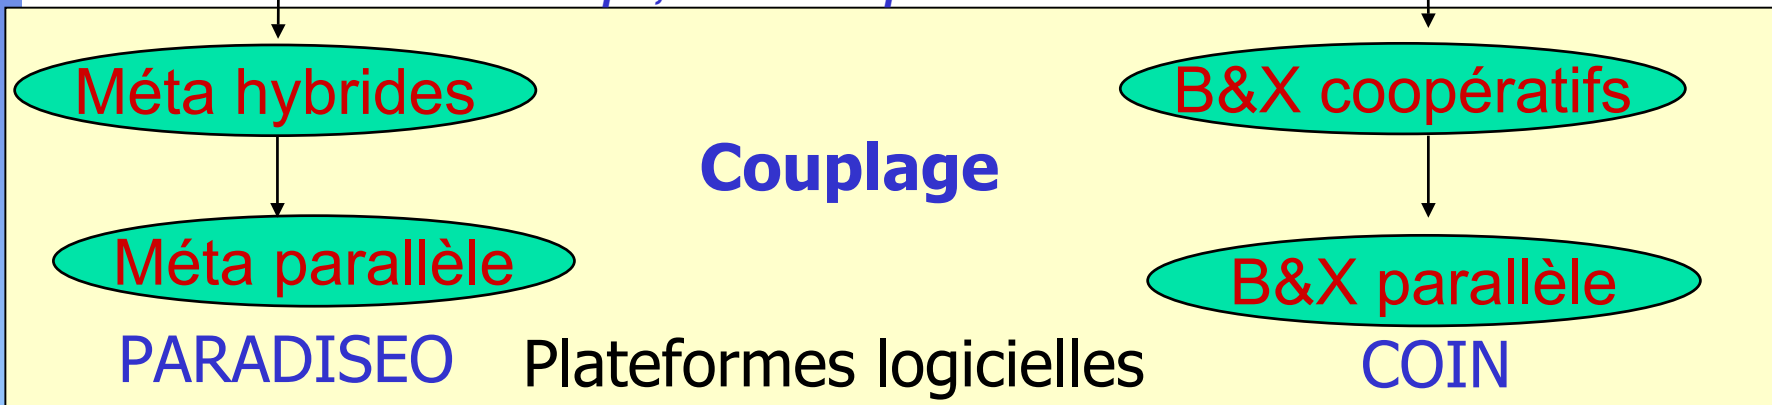 Méta hybrides
B&X coopératifs
Couplage
Méta parallèle
B&X parallèle
PARADISEO
Plateformes logicielles
COIN